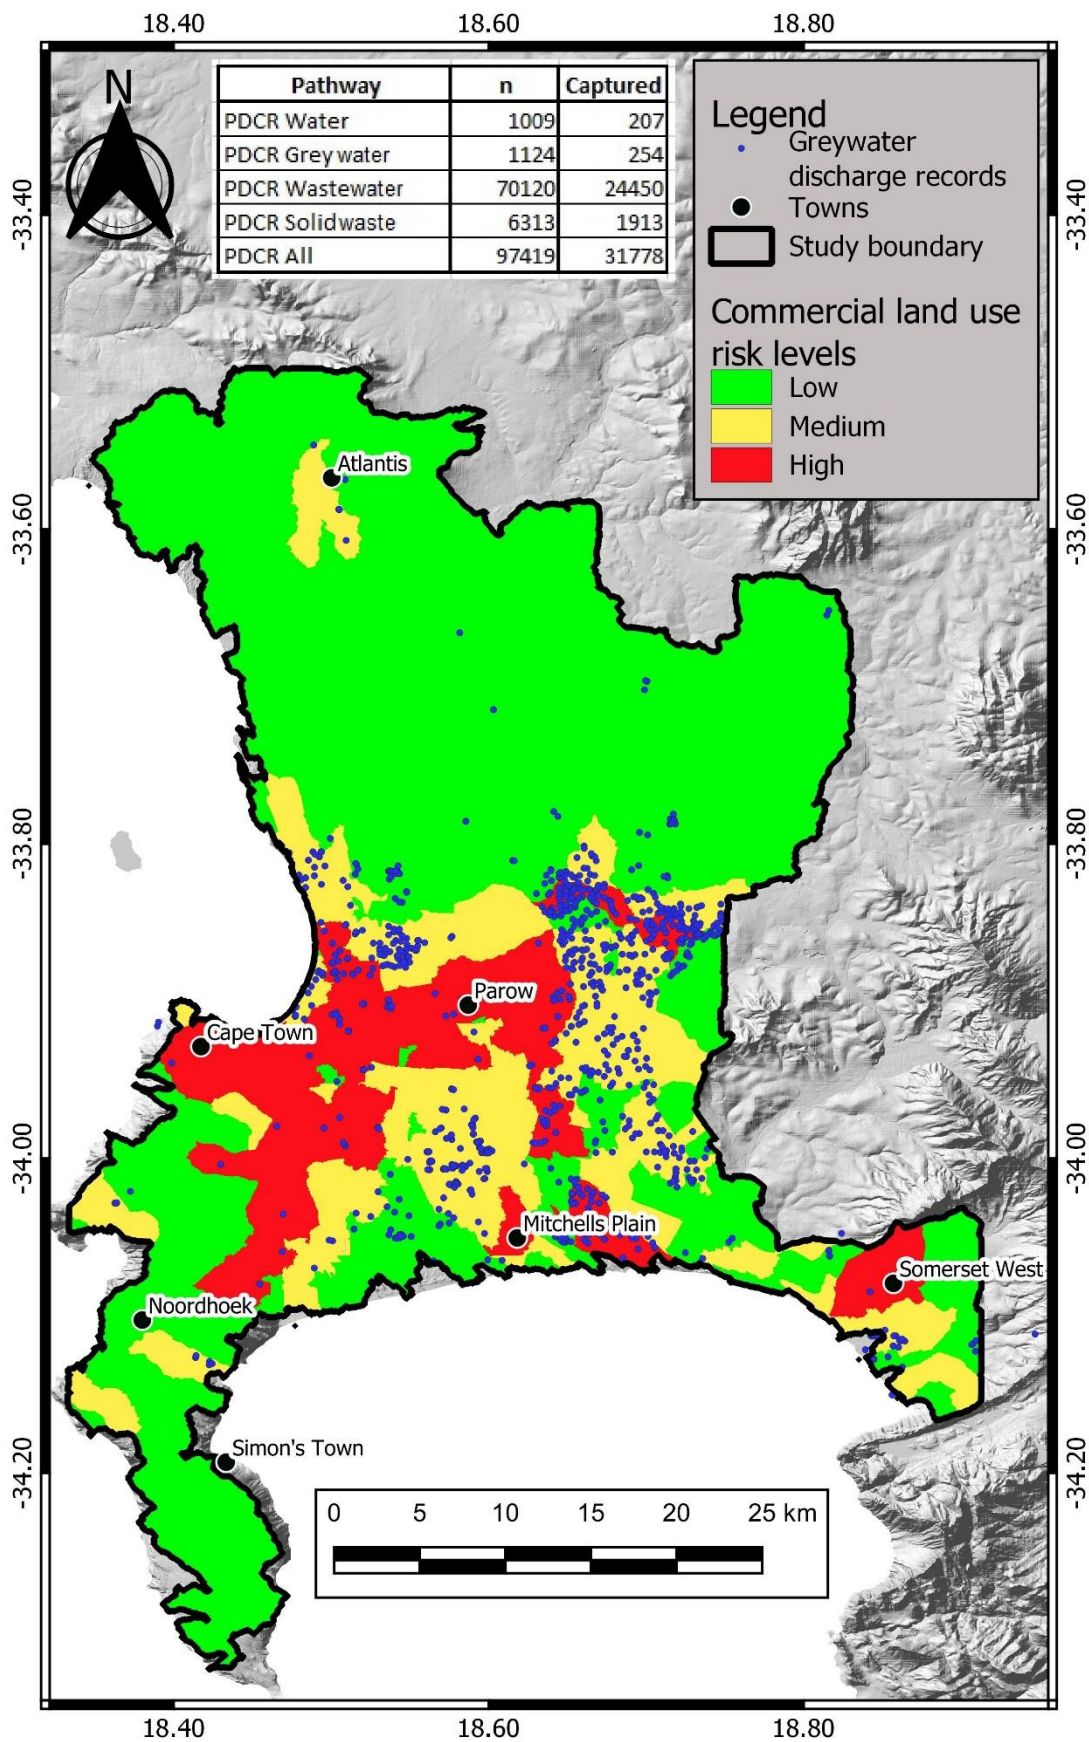 18.40 18.60 18.80
N
Pathway n Captured
PDCR Water 1009 207
PDCR Greywater 1124 254
PDCR Wastewater 70120 24450
PDCR Solidwaste 6313 1913
PDCR All 97419 31778
Legend
Greywater
discharge records
Towns
Study boundary
Commercial land use
risk levels
Low
Medium
High
-33.40 -33.40
Atlantis
-33.60 -33.60
-33.80 -33.80
Parow
Cape Town
-34.00 -34.00
Mitchells Plain
Somerset West
Noordhoek
Simon's Town
-34.20 -34.20
0 5 10 15 20 25 km
18.40 18.60 18.80